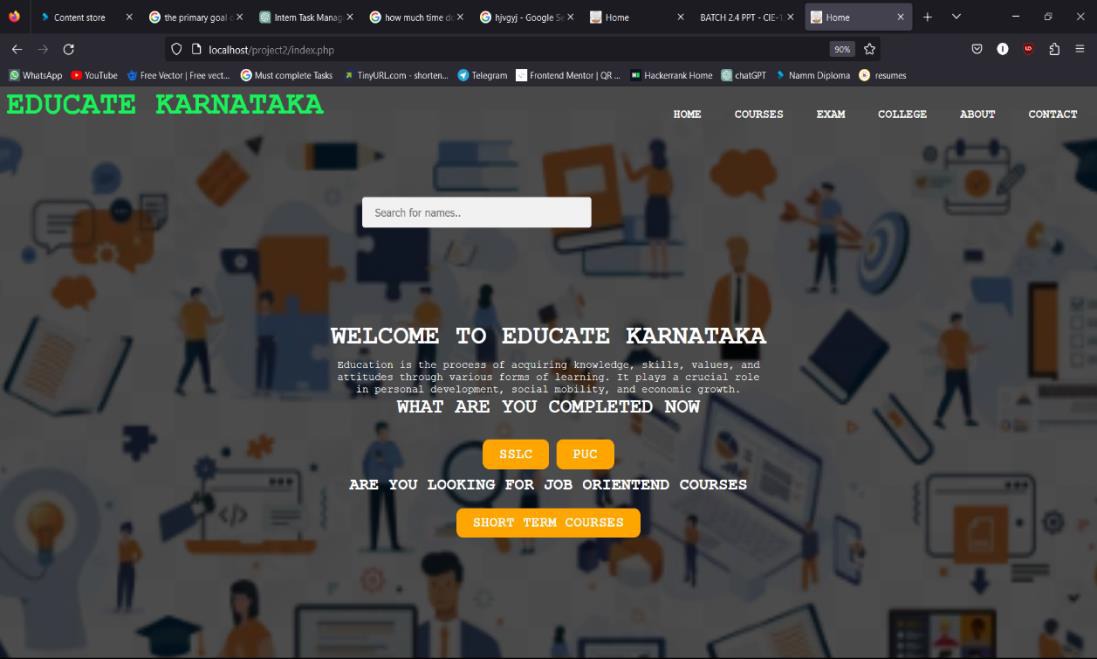 Content store
the primary goal o
Intern Task Manag
how much time d
hjvgyj - Google Se
Home
BATCH 2.4 PPT - CIE-1
Home
localhost/project2/index.php
90%
WhatsApp
YouTube
Free Vector | Free vect...
Must complete Tasks
TinyURL.com - shorten...
Telegram
Frontend Mentor | QR ...
Hackerrank Home
chatGPT
Namm Diploma
resumes
EDUCATE KARNATAKA
HOME COURSES EXAM COLLEGE ABOUT CONTACT
Search for names..
WELCOME TO EDUCATE KARNATAKA
Education is the process of acquiring knowledge, skills, values, and
attitudes through various forms of learning. It plays a crucial role
in personal development, social mobility, and economic growth.
WHAT ARE YOU COMPLETED NOW
SSLC PUC
ARE YOU LOOKING FOR JOB ORIENTEND COURSES
SHORT TERM COURSES